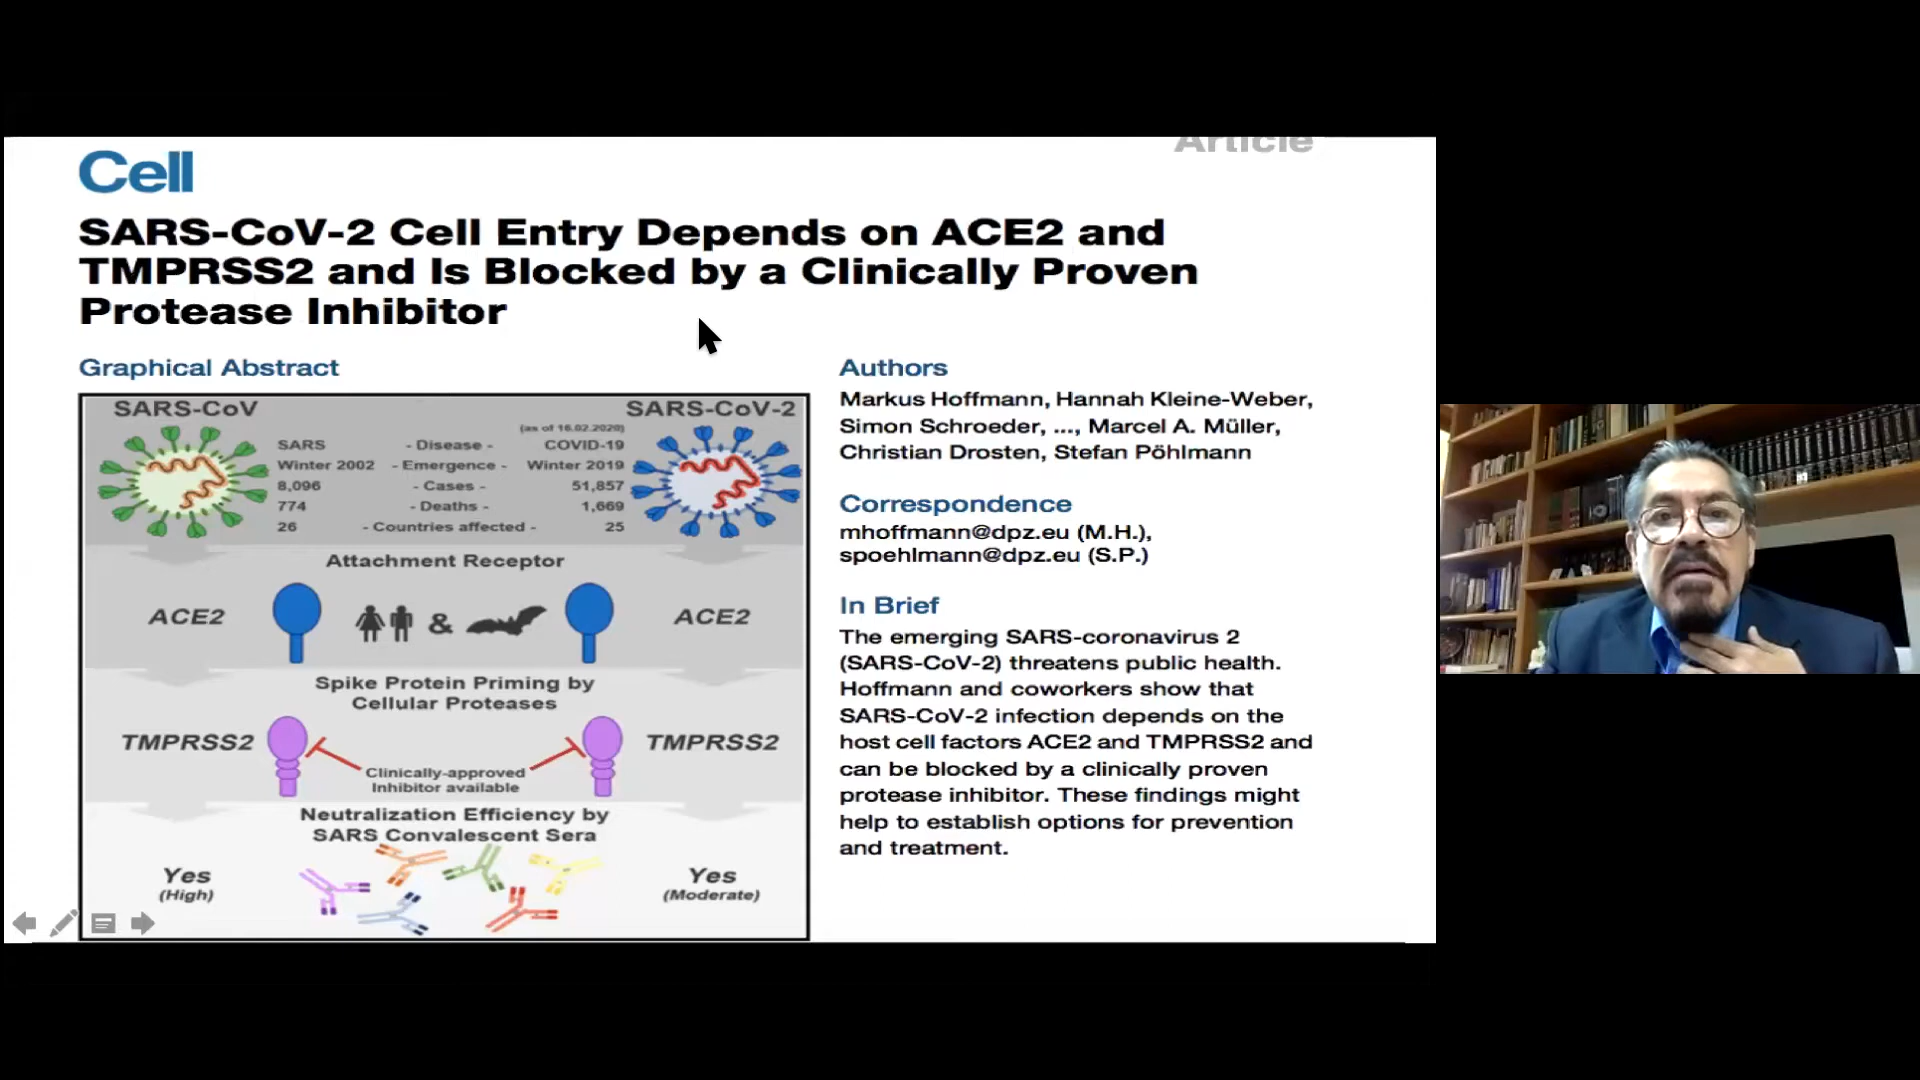 Article
Cell
SARS-CoV-2 Cell Entry Depends on ACE2 and
TMPRSS2 and Is Blocked by a Clinically Proven
Protease Inhibitor
Graphical Abstract
SARS-CoV
SARS-CoV-2
(as of 16.02.2020)
SARS - Disease - COVID-19
Winter 2002 - Emergence - Winter 2019
8,096 - Cases - 51,857
774 - Deaths - 1,669
26 - Countries affected - 25
Attachment Receptor
ACE2 & ACE2
Spike Protein Priming by
Cellular Proteases
TMPRSS2 TMPRSS2
Clinically-approved
Inhibitor available
Neutralization Efficiency by
SARS Convalescent Sera
Yes
(High)
Yes
(Moderate)
Authors
Markus Hoffmann, Hannah Kleine-Weber,
Simon Schroeder, ..., Marcel A. Müller,
Christian Drosten, Stefan Pöhlmann
Correspondence
mhoffmann@dpz.eu (M.H.),
spoehlmann@dpz.eu (S.P.)
In Brief
The emerging SARS-coronavirus 2
(SARS-CoV-2) threatens public health.
Hoffmann and coworkers show that
SARS-CoV-2 infection depends on the
host cell factors ACE2 and TMPRSS2 and
can be blocked by a clinically proven
protease inhibitor. These findings might
help to establish options for prevention
and treatment.